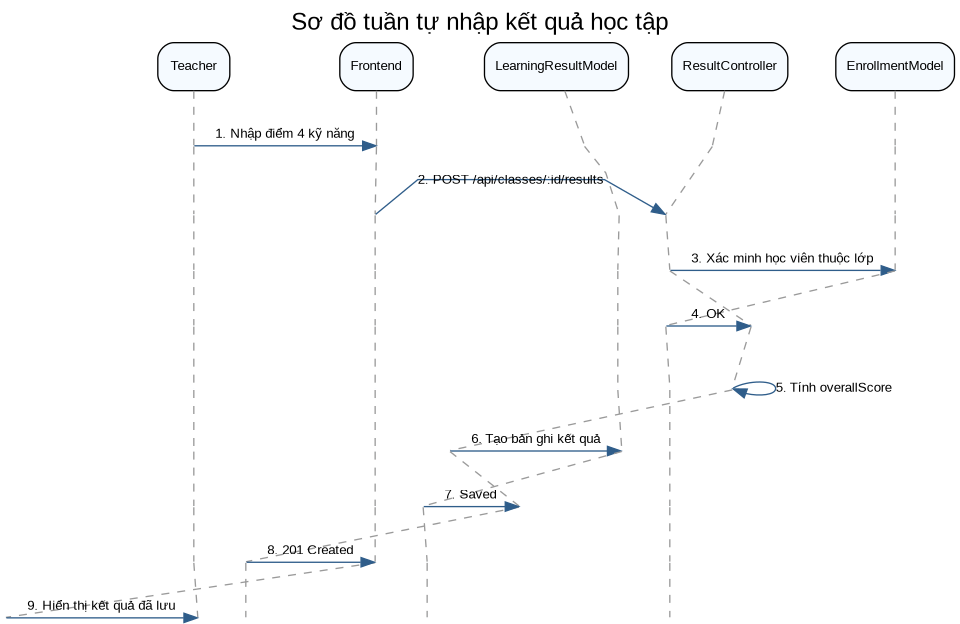 Sơ đồ tuần tự nhập kết quả học tập
Teacher
Frontend
LearningResultModel
ResultController
EnrollmentModel
1. Nhập điểm 4 kỹ năng
2. POST /api/classes/:id/results
3. Xác minh học viên thuộc lớp
4. OK
5. Tính overallScore
6. Tạo bản ghi kết quả
7. Saved
8. 201 Created
9. Hiển thị kết quả đã lưu